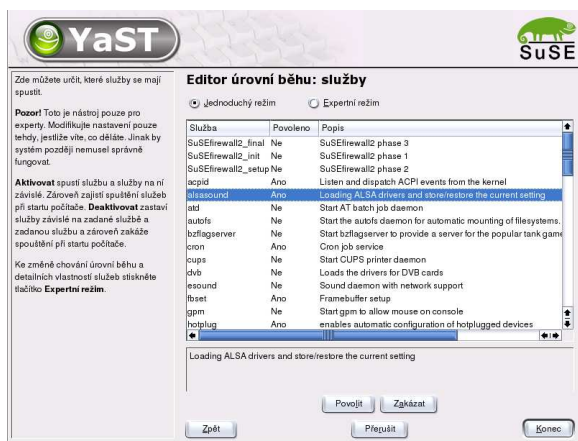 YaST
SuSE
Zde můžete určit, které služby se mají
spustit.
Pozor! Toto je nástroj pouze pro
experty. Modifikujte nastavení pouze
tehdy, jestliže víte, co děláte. Jinak by
systém později nemusel správně
fungovat.
Aktivovat spustí službu a služby na ní
závislé. Zároveň zajistí spuštění služeb
při startu počítače. Deaktivovat zastaví
služby závislé na zadané službě a
zadanou službu a zároveň zakáže
spouštění při startu počítače.
Ke změně chování úrovní běhu a
detailních vlastností služeb stiskněte
tlačítko Expertní režim.
Editor úrovní běhu: služby
Jednoduchý režim Expertní režim
Služba Povoleno Popis
SuSEfirewall2_final Ne SuSEfirewall2 phase 3
SuSEfirewall2_init Ne SuSEfirewall2 phase 1
SuSEfirewall2_setup Ne SuSEfirewall2 phase 2
acpid Ano Listen and dispatch ACPI events from the kernel
alsasound Ano Loading ALSA drivers and store/restore the current setting
atd Ne Start AT batch job daemon
autofs Ne Start the autofs daemon for automatic mounting of filesystems.
bzflagserver Ne Start bzflagserver to provide a server for the popular tank game
cron Ano Cron job service
cups Ne Start CUPS printer daemon
dvb Ne Loads the drivers for DVB cards
esound Ne Sound daemon with network support
fbset Ano Framebuffer setup
gpm Ne Start gpm to allow mouse on console
hotplug Ano enables automatic configuration of hotplugged devices
Loading ALSA drivers and store/restore the current setting
Povolit Zakázat
Zpět Přerušit Konec